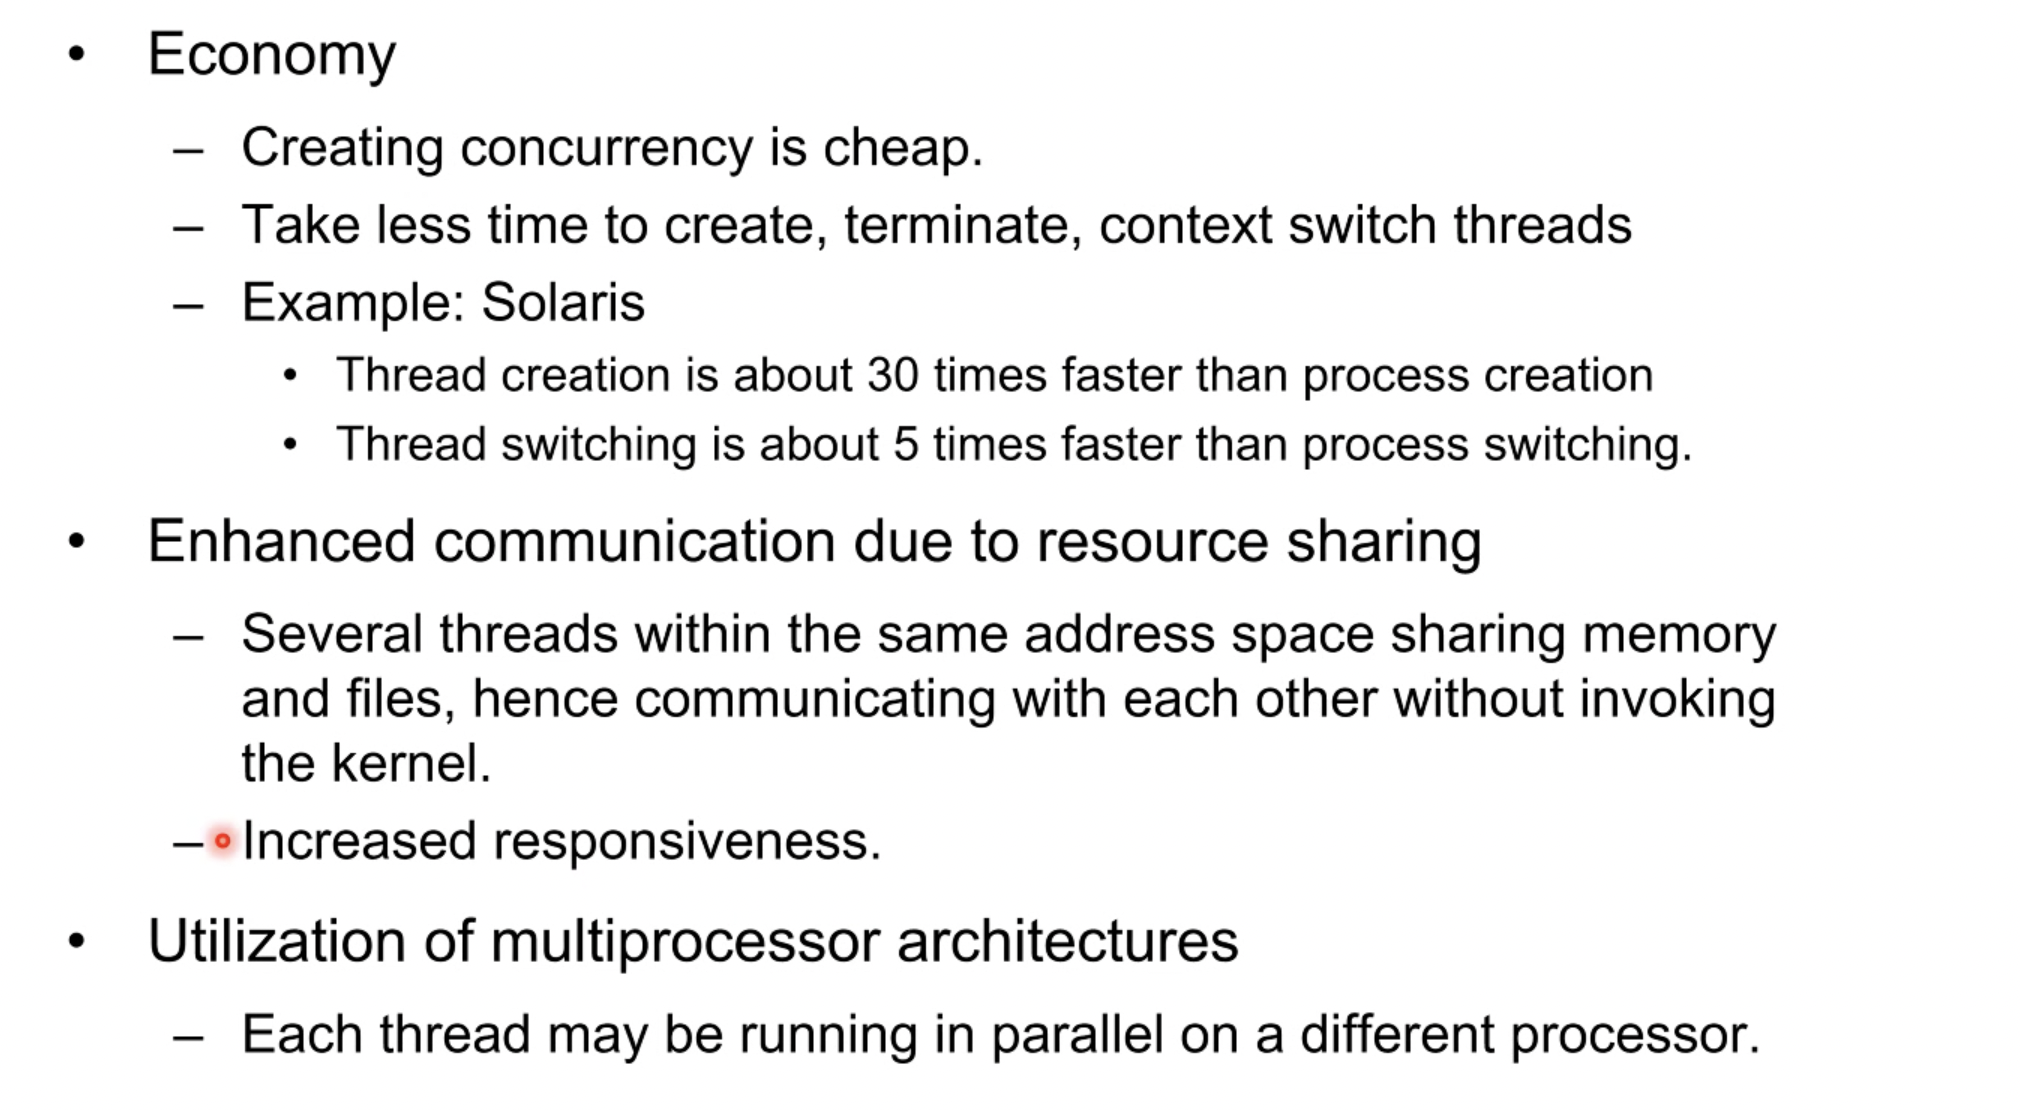 • Economy
– Creating concurrency is cheap.
– Take less time to create, terminate, context switch threads
– Example: Solaris
• Thread creation is about 30 times faster than process creation
• Thread switching is about 5 times faster than process switching.
• Enhanced communication due to resource sharing
– Several threads within the same address space sharing memory
and files, hence communicating with each other without invoking
the kernel.
– Increased responsiveness.
• Utilization of multiprocessor architectures
– Each thread may be running in parallel on a different processor.